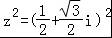 z²=(1/2+√3/2 i)²